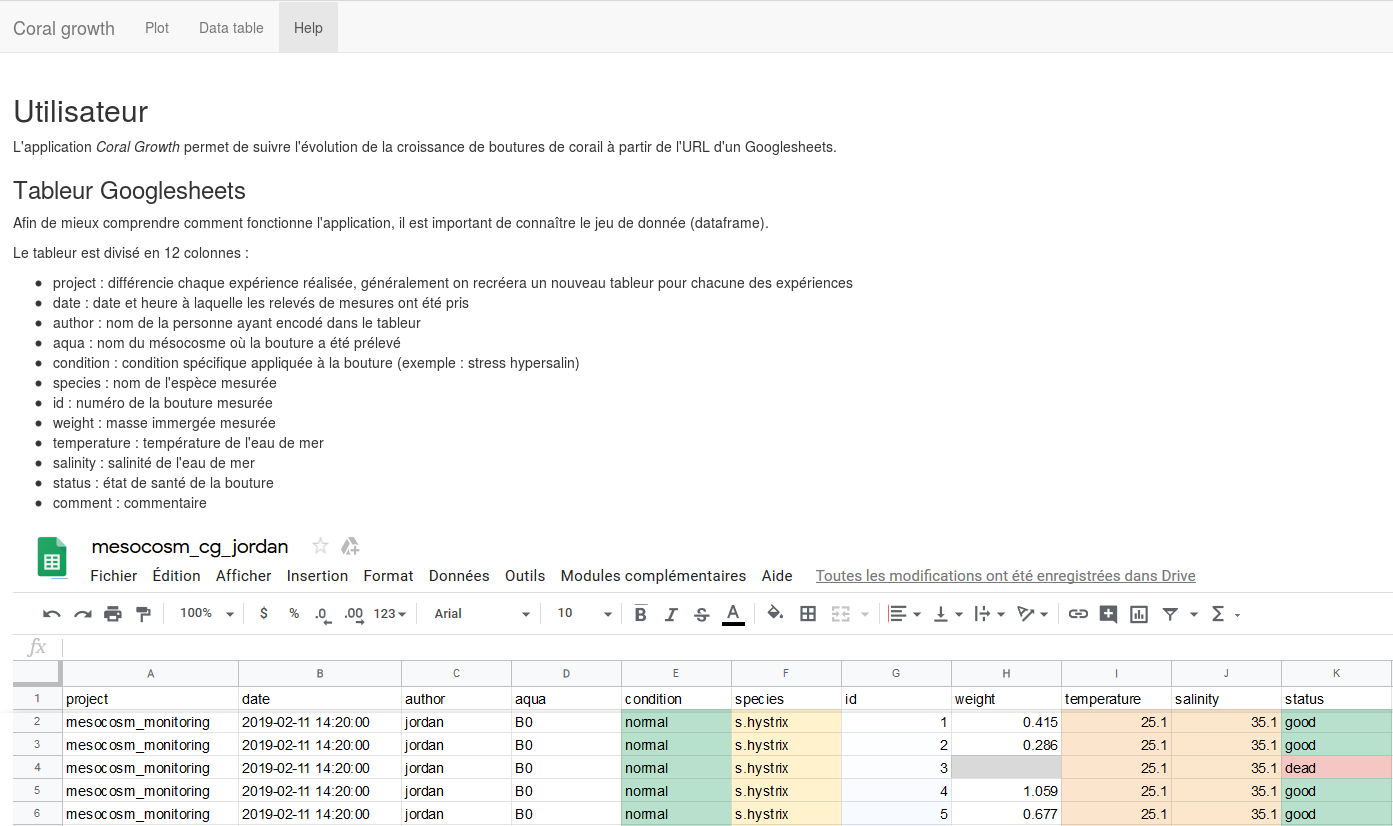 Coral growth Plot Data table Help
Utilisateur
L'application Coral Growth permet de suivre l'évolution de la croissance de boutures de corail à partir de l'URL d'un Googlesheets.
Tableur Googlesheets
Afin de mieux comprendre comment fonctionne l'application, il est important de connaître le jeu de donnée (dataframe).
Le tableur est divisé en 12 colonnes :
project : différencie chaque expérience réalisée, généralement on recréera un nouveau tableur pour chacune des expériences
date : date et heure à laquelle les relevés de mesures ont été pris
author : nom de la personne ayant encodé dans le tableur
aqua : nom du mésocosme où la bouture a été prélevé
condition : condition spécifique appliquée à la bouture (exemple : stress hypersalin)
species : nom de l'espèce mesurée
id : numéro de la bouture mesurée
weight : masse immergée mesurée
temperature : température de l'eau de mer
salinity : salinité de l'eau de mer
status : état de santé de la bouture
comment : commentaire
mesocosm_cg_jordan
Fichier Édition Afficher Insertion Format Données Outils Modules complémentaires Aide Toutes les modifications ont été enregistrées dans Drive
100% $ % .0 .00 123 Arial 10 B I S A Σ
fx
A B C D E F G H I J K
1 project date author aqua condition species id weight temperature salinity status
2 mesocosm_monitoring 2019-02-11 14:20:00 jordan B0 normal s.hystrix 1 0.415 25.1 35.1 good
3 mesocosm_monitoring 2019-02-11 14:20:00 jordan B0 normal s.hystrix 2 0.286 25.1 35.1 good
4 mesocosm_monitoring 2019-02-11 14:20:00 jordan B0 normal s.hystrix 3 25.1 35.1 dead
5 mesocosm_monitoring 2019-02-11 14:20:00 jordan B0 normal s.hystrix 4 1.059 25.1 35.1 good
6 mesocosm_monitoring 2019-02-11 14:20:00 jordan B0 normal s.hystrix 5 0.677 25.1 35.1 good